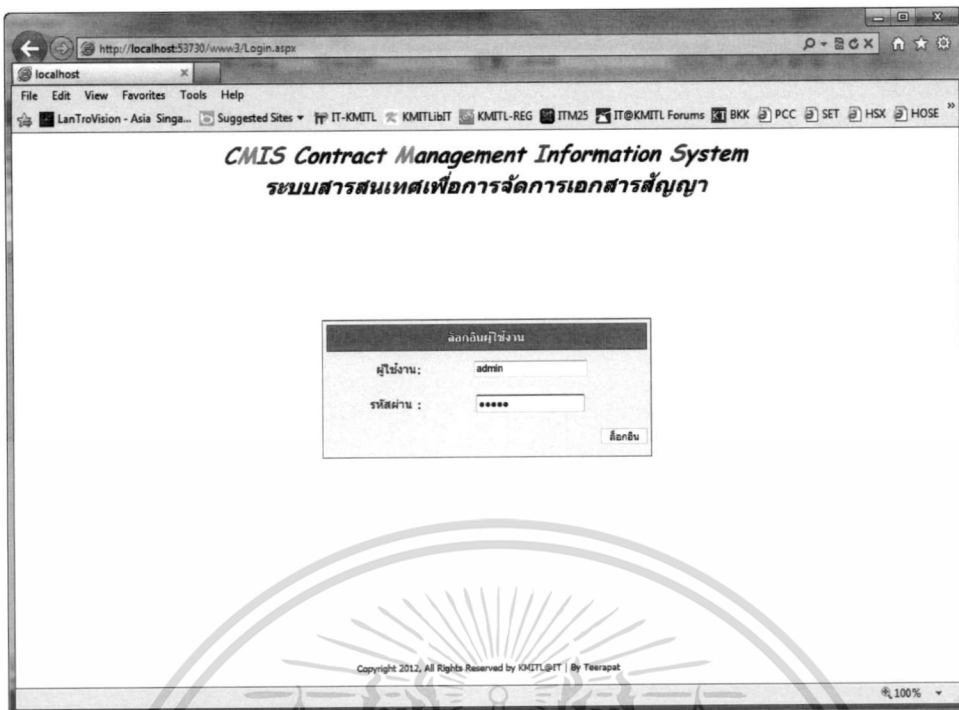 http://localhost:53730/www3/Login.aspx
localhost
File Edit View Favorites Tools Help
LanTroVision - Asia Singa... Suggested Sites IT-KMITL KMITLibIT KMITL-REG ITM25 IT@KMITL Forums BKK PCC SET HSX HOSE »
CMIS Contract Management Information System
ระบบสารสนเทศเพื่อการจัดการเอกสารสัญญา
ล้อกอินผู้ใช้งาน
ผู้ใช้งาน: admin
รหัสผ่าน : •••••
ล็อกอิน
Copyright 2012, All Rights Reserved by KMITL@IT | By Teerapat
100%